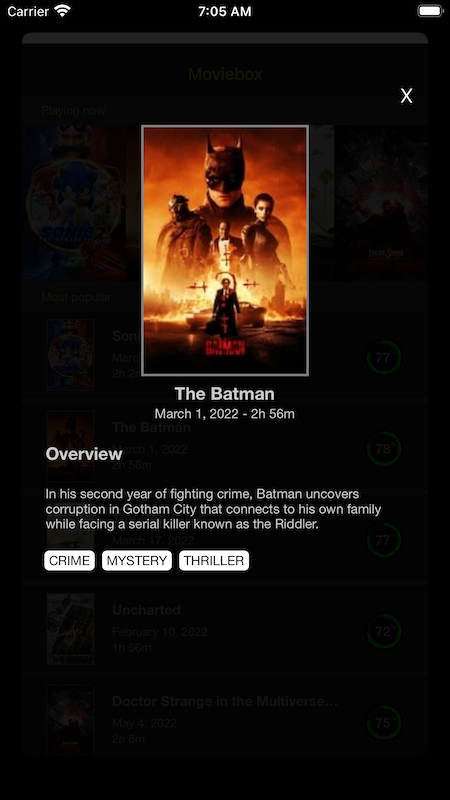 Carrier 7:05 AM
Moviebox
X
Playing now
SONIC
Most popular
Soni
77
Marc
2h 2
BATMAN
The Batman
March 1, 2022 - 2h 56m
The Batman
78
March 1, 2022
2h 56m
Overview
In his second year of fighting crime, Batman uncovers
corruption in Gotham City that connects to his own family
while facing a serial killer known as the Riddler.
77
March 17, 2022
CRIME MYSTERY THRILLER
Uncharted
72
February 10, 2022
1h 56m
Doctor Strange in the Multiverse...
75
May 4, 2022
2h 6m